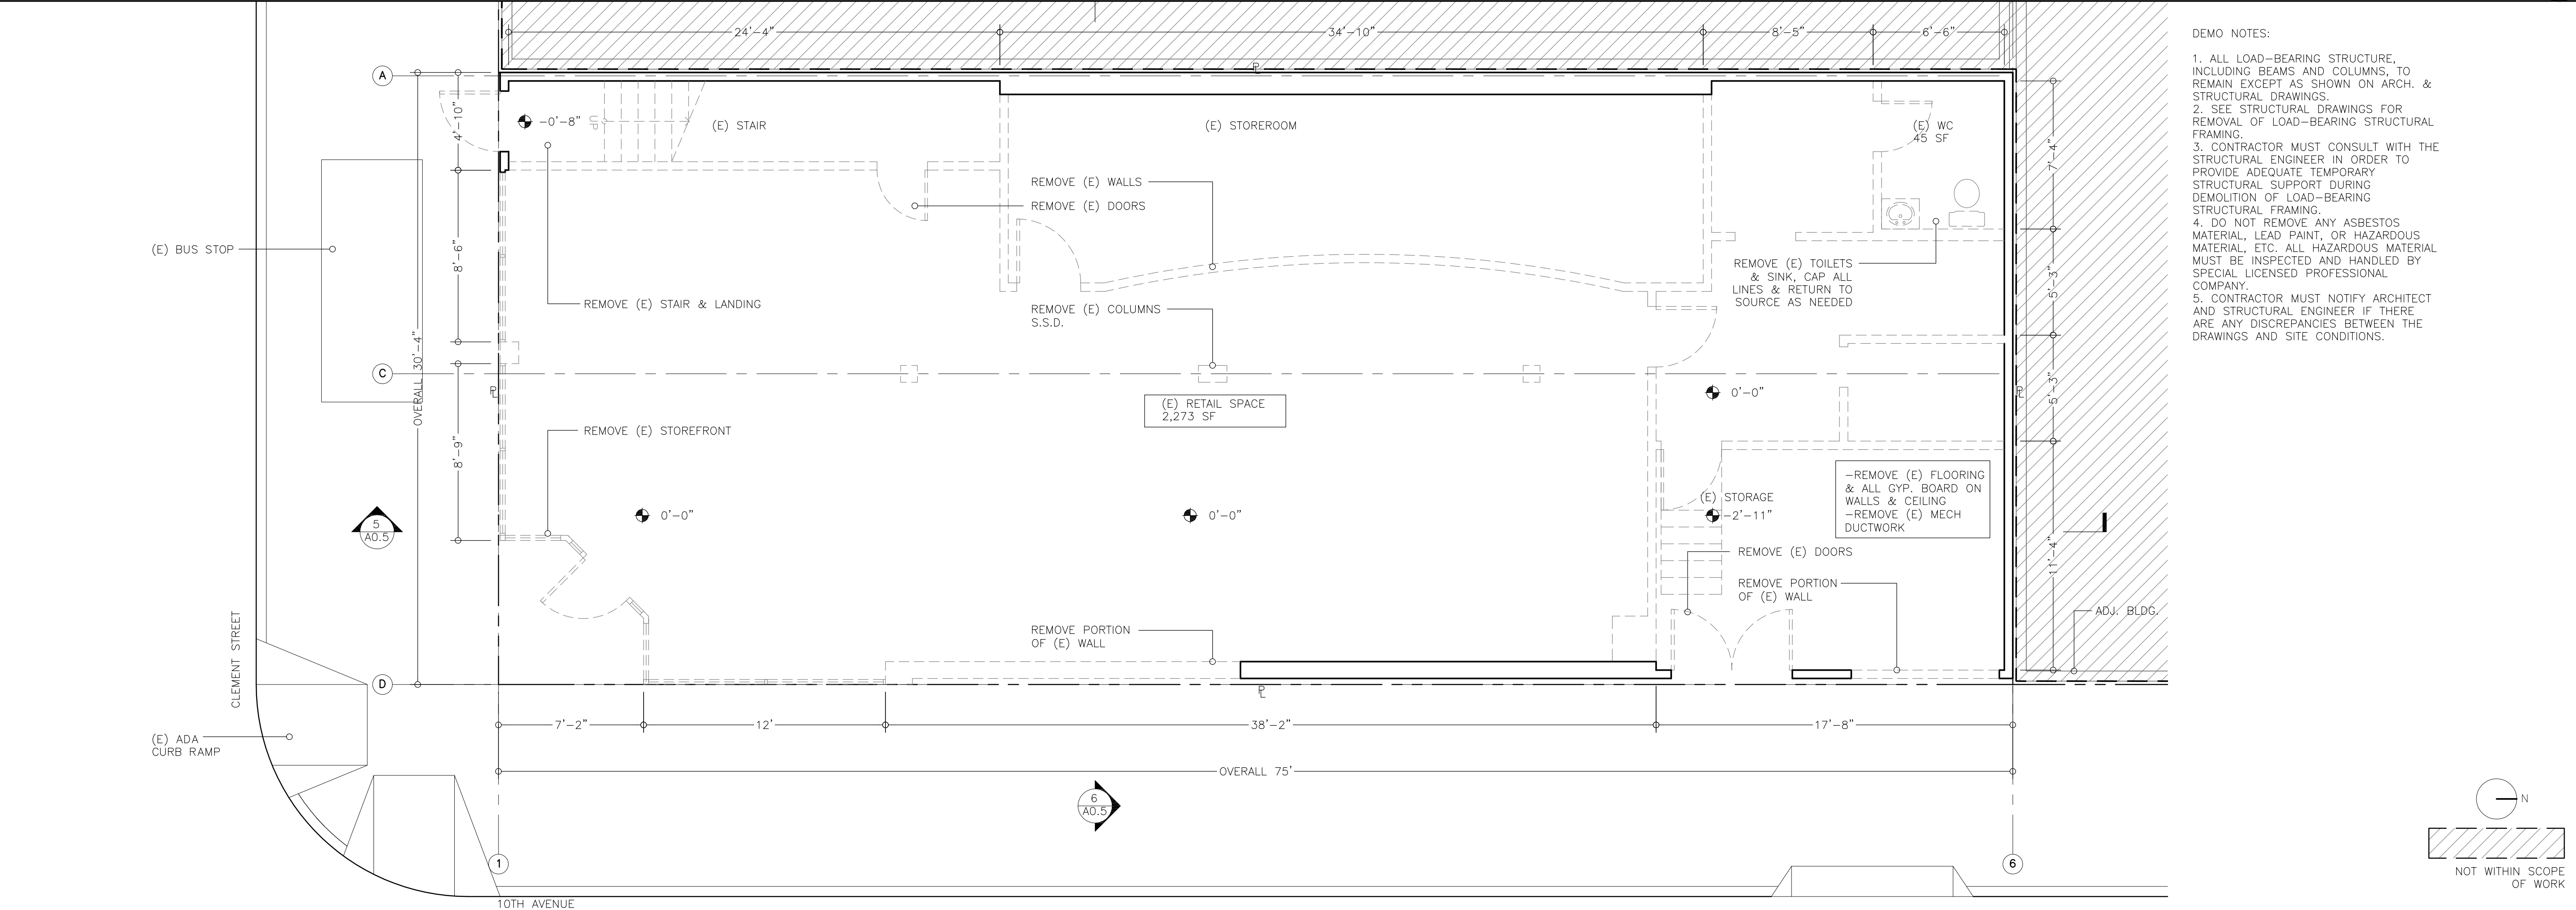 24'-4"
34'-10"
8'-5"
6'-6"
DEMO NOTES:
1. ALL LOAD-BEARING STRUCTURE,
INCLUDING BEAMS AND COLUMNS, TO
REMAIN EXCEPT AS SHOWN ON ARCH. &
STRUCTURAL DRAWINGS.
2. SEE STRUCTURAL DRAWINGS FOR
REMOVAL OF LOAD-BEARING STRUCTURAL
FRAMING.
3. CONTRACTOR MUST CONSULT WITH THE
STRUCTURAL ENGINEER IN ORDER TO
PROVIDE ADEQUATE TEMPORARY
STRUCTURAL SUPPORT DURING
DEMOLITION OF LOAD-BEARING
STRUCTURAL FRAMING.
4. DO NOT REMOVE ANY ASBESTOS
MATERIAL, LEAD PAINT, OR HAZARDOUS
MATERIAL, ETC. ALL HAZARDOUS MATERIAL
MUST BE INSPECTED AND HANDLED BY
SPECIAL LICENSED PROFESSIONAL
COMPANY.
5. CONTRACTOR MUST NOTIFY ARCHITECT
AND STRUCTURAL ENGINEER IF THERE
ARE ANY DISCREPANCIES BETWEEN THE
DRAWINGS AND SITE CONDITIONS.
PL
A
4'-10"
-0'-8"
UP
(E) STAIR
(E) STOREROOM
(E) WC
45 SF
7'-4"
REMOVE (E) WALLS
REMOVE (E) DOORS
(E) BUS STOP
8'-6"
REMOVE (E) STAIR & LANDING
REMOVE (E) COLUMNS
S.S.D.
REMOVE (E) TOILETS
& SINK, CAP ALL
LINES & RETURN TO
SOURCE AS NEEDED
5'-3"
OVERALL 30'-4"
C
PL
(E) RETAIL SPACE
2,273 SF
0'-0"
5'-3"
PL
REMOVE (E) STOREFRONT
8'-9"
-REMOVE (E) FLOORING
& ALL GYP. BOARD ON
WALLS & CEILING
-REMOVE (E) MECH
DUCTWORK
(E) STORAGE
-2'-11"
5
A0.5
0'-0"
0'-0"
REMOVE (E) DOORS
11'-4"
REMOVE PORTION
OF (E) WALL
ADJ. BLDG.
REMOVE PORTION
OF (E) WALL
CLEMENT STREET
D
PL
7'-2"
12'
38'-2"
17'-8"
(E) ADA
CURB RAMP
OVERALL 75'
6
A0.5
N
1
6
NOT WITHIN SCOPE
OF WORK
10TH AVENUE